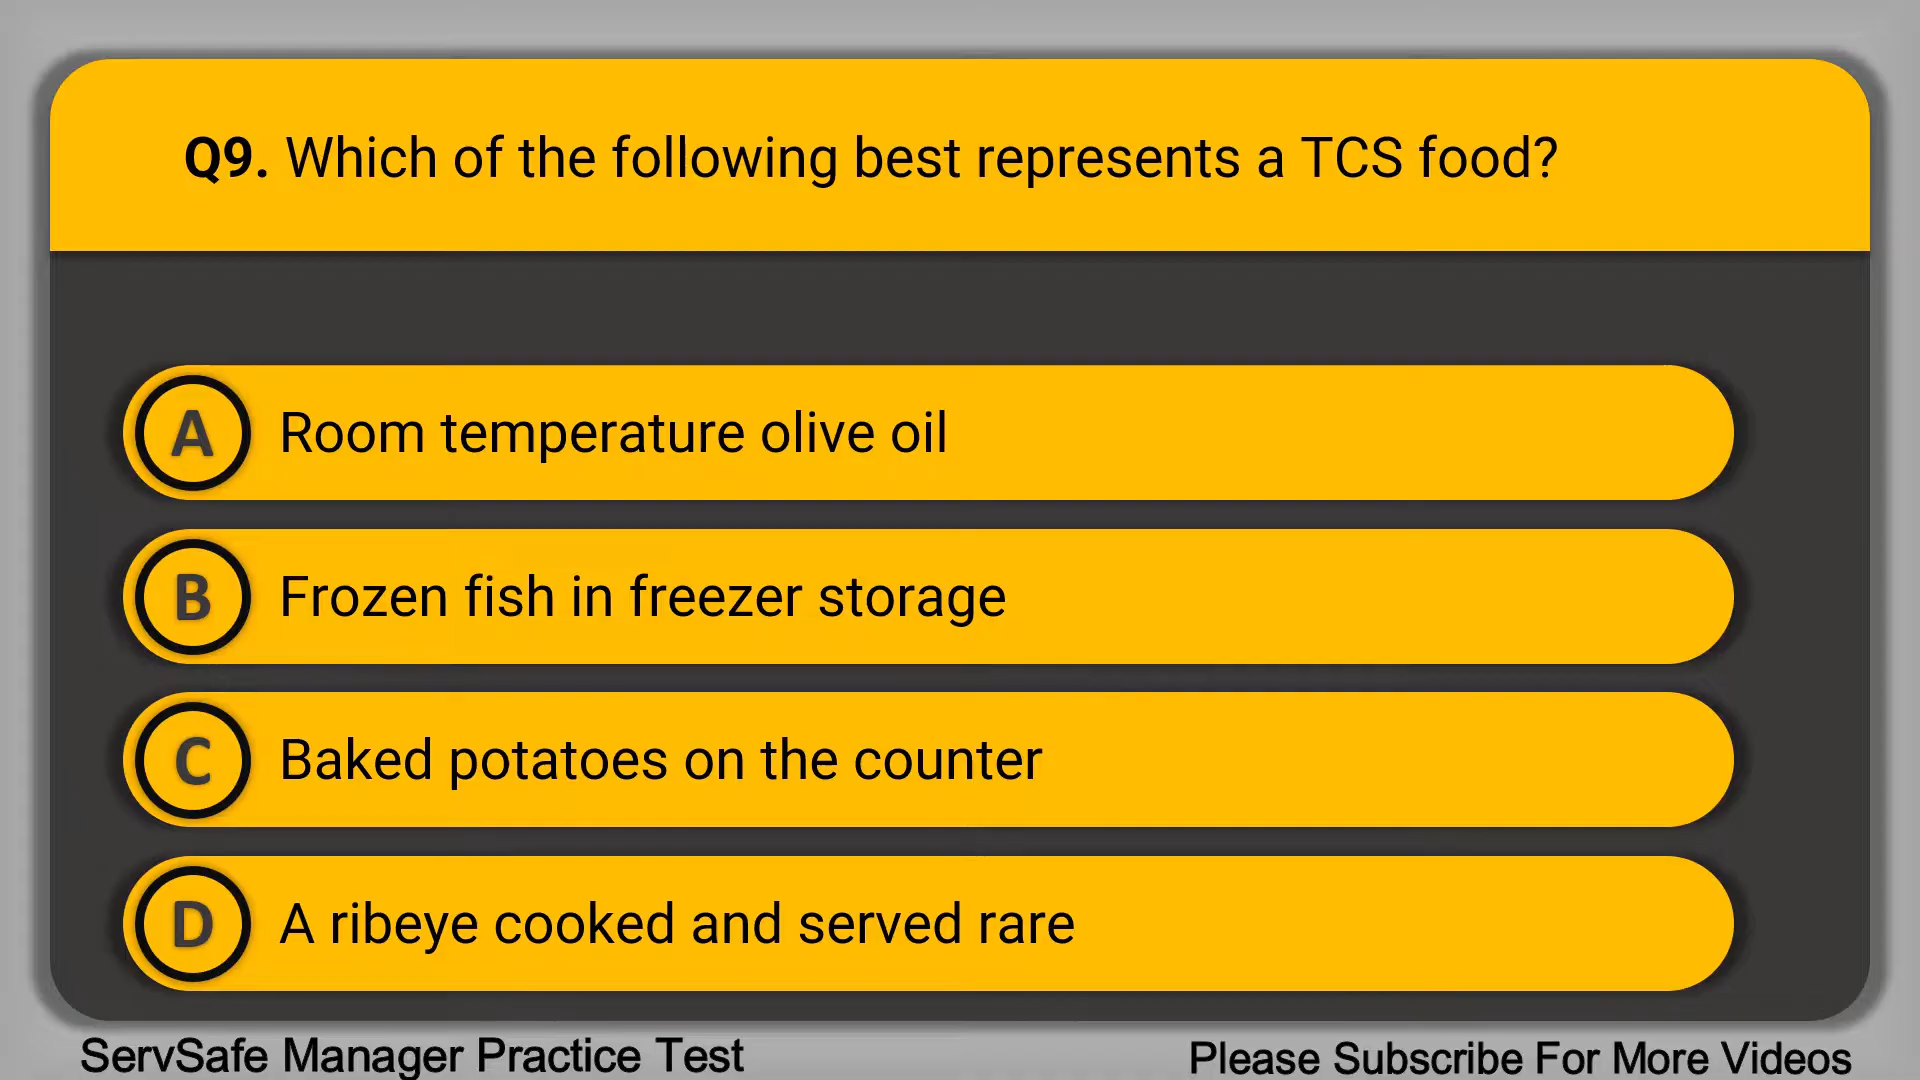 Q9. Which of the following best represents a TCS food?
A Room temperature olive oil
B Frozen fish in freezer storage
C Baked potatoes on the counter
D A ribeye cooked and served rare
ServSafe Manager Practice Test
Please Subscribe For More Videos